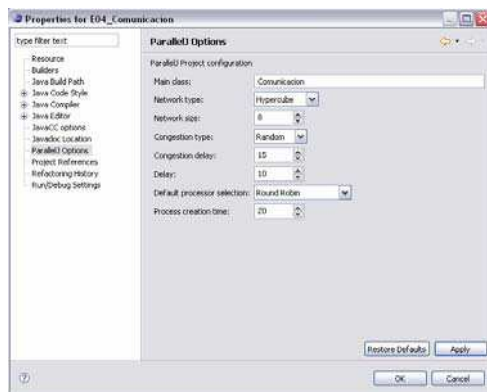 Properties for E04_Comunicacion
type filter text
Resource
Builders
Java Build Path
Java Code Style
Java Compiler
Java Editor
JavaCC options
Javadoc Location
ParallelJ Options
Project References
Refactoring History
Run/Debug Settings
ParallelJ Options
ParallelJ Project configuration
Main class: Comunicacion
Network type: Hypercube
Network size: 8
Congestion type: Random
Congestion delay: 15
Delay: 10
Default processor selection: Round Robin
Process creation time: 20
Restore Defaults Apply
OK Cancel